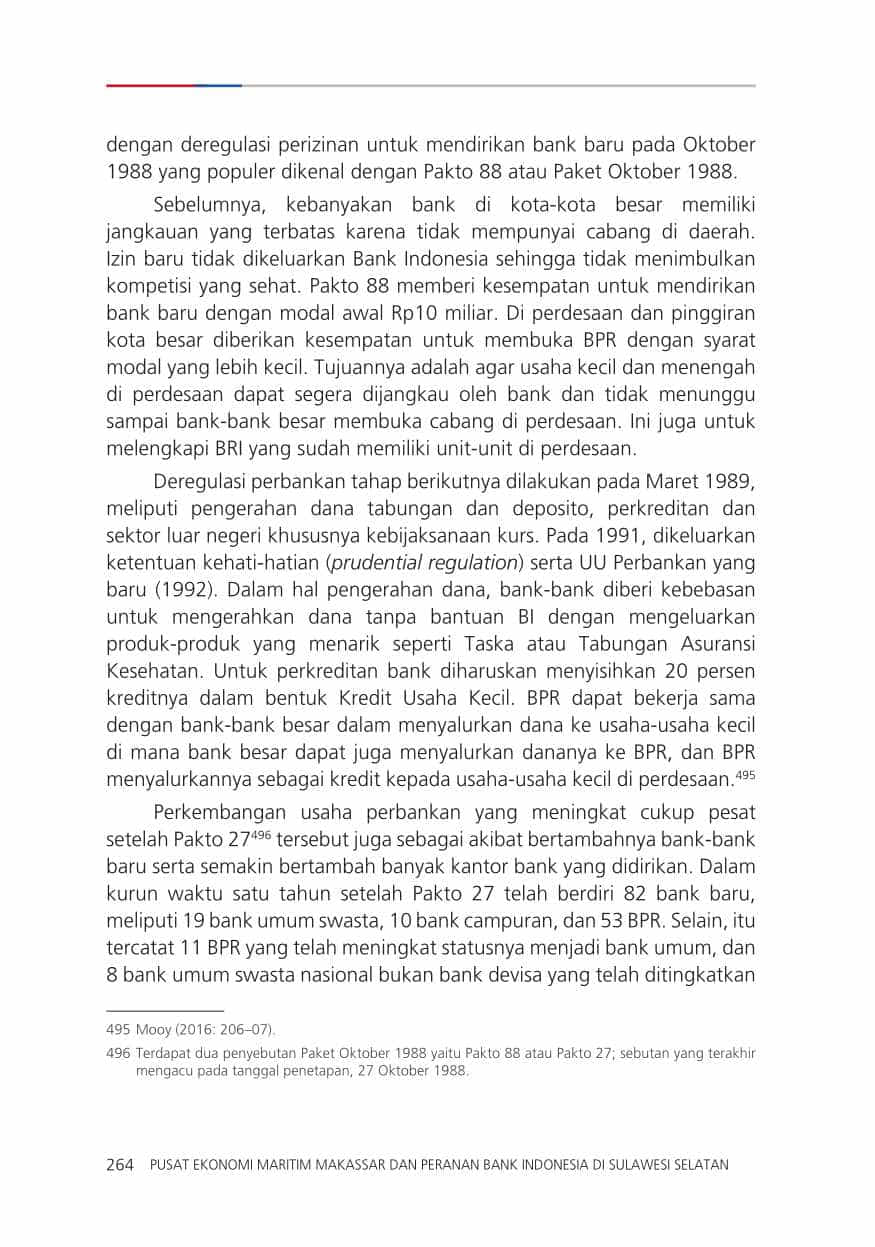 dengan deregulasi perizinan untuk mendirikan bank baru pada Oktober
1988 yang populer dikenal dengan Pakto 88 atau Paket Oktober 1988.
Sebelumnya, kebanyakan bank di kota-kota besar memiliki
jangkauan yang terbatas karena tidak mempunyai cabang di daerah.
Izin baru tidak dikeluarkan Bank Indonesia sehingga tidak menimbulkan
kompetisi yang sehat. Pakto 88 memberi kesempatan untuk mendirikan
bank baru dengan modal awal Rp10 miliar. Di perdesaan dan pinggiran
kota besar diberikan kesempatan untuk membuka BPR dengan syarat
modal yang lebih kecil. Tujuannya adalah agar usaha kecil dan menengah
di perdesaan dapat segera dijangkau oleh bank dan tidak menunggu
sampai bank-bank besar membuka cabang di perdesaan. Ini juga untuk
melengkapi BRI yang sudah memiliki unit-unit di perdesaan.
Deregulasi perbankan tahap berikutnya dilakukan pada Maret 1989,
meliputi pengerahan dana tabungan dan deposito, perkreditan dan
sektor luar negeri khususnya kebijaksanaan kurs. Pada 1991, dikeluarkan
ketentuan kehati-hatian (prudential regulation) serta UU Perbankan yang
baru (1992). Dalam hal pengerahan dana, bank-bank diberi kebebasan
untuk mengerahkan dana tanpa bantuan BI dengan mengeluarkan
produk-produk yang menarik seperti Taska atau Tabungan Asuransi
Kesehatan. Untuk perkreditan bank diharuskan menyisihkan 20 persen
kreditnya dalam bentuk Kredit Usaha Kecil. BPR dapat bekerja sama
dengan bank-bank besar dalam menyalurkan dana ke usaha-usaha kecil
di mana bank besar dapat juga menyalurkan dananya ke BPR, dan BPR
menyalurkannya sebagai kredit kepada usaha-usaha kecil di perdesaan.495
Perkembangan usaha perbankan yang meningkat cukup pesat
setelah Pakto 27496 tersebut juga sebagai akibat bertambahnya bank-bank
baru serta semakin bertambah banyak kantor bank yang didirikan. Dalam
kurun waktu satu tahun setelah Pakto 27 telah berdiri 82 bank baru,
meliputi 19 bank umum swasta, 10 bank campuran, dan 53 BPR. Selain, itu
tercatat 11 BPR yang telah meningkat statusnya menjadi bank umum, dan
8 bank umum swasta nasional bukan bank devisa yang telah ditingkatkan
495 Mooy (2016: 206–07).
496 Terdapat dua penyebutan Paket Oktober 1988 yaitu Pakto 88 atau Pakto 27; sebutan yang terakhir
mengacu pada tanggal penetapan, 27 Oktober 1988.
264 PUSAT EKONOMI MARITIM MAKASSAR DAN PERANAN BANK INDONESIA DI SULAWESI SELATAN